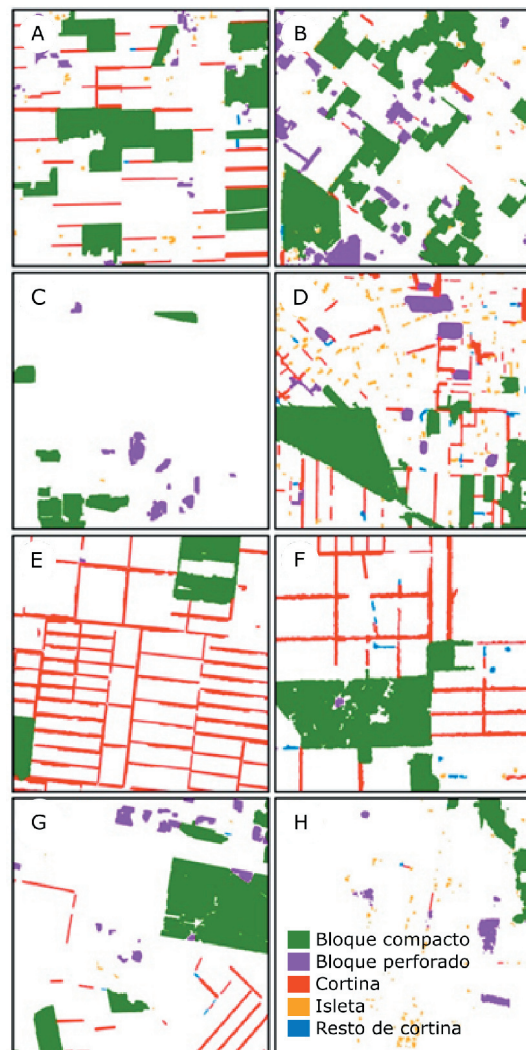 A
B
C
D
E
F
G
H
Bloque compacto
Bloque perforado
Cortina
Isleta
Resto de cortina